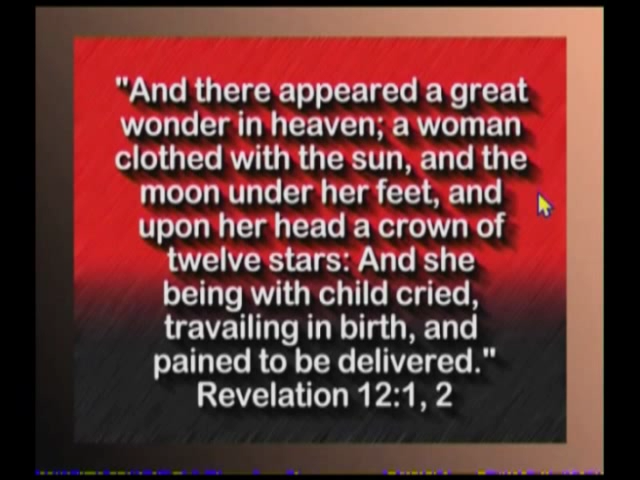 "And there appeared a great
wonder in heaven; a woman
clothed with the sun, and the
moon under her feet, and
upon her head a crown of
twelve stars: And she
being with child cried,
travailing in birth, and
pained to be delivered."
Revelation 12:1, 2